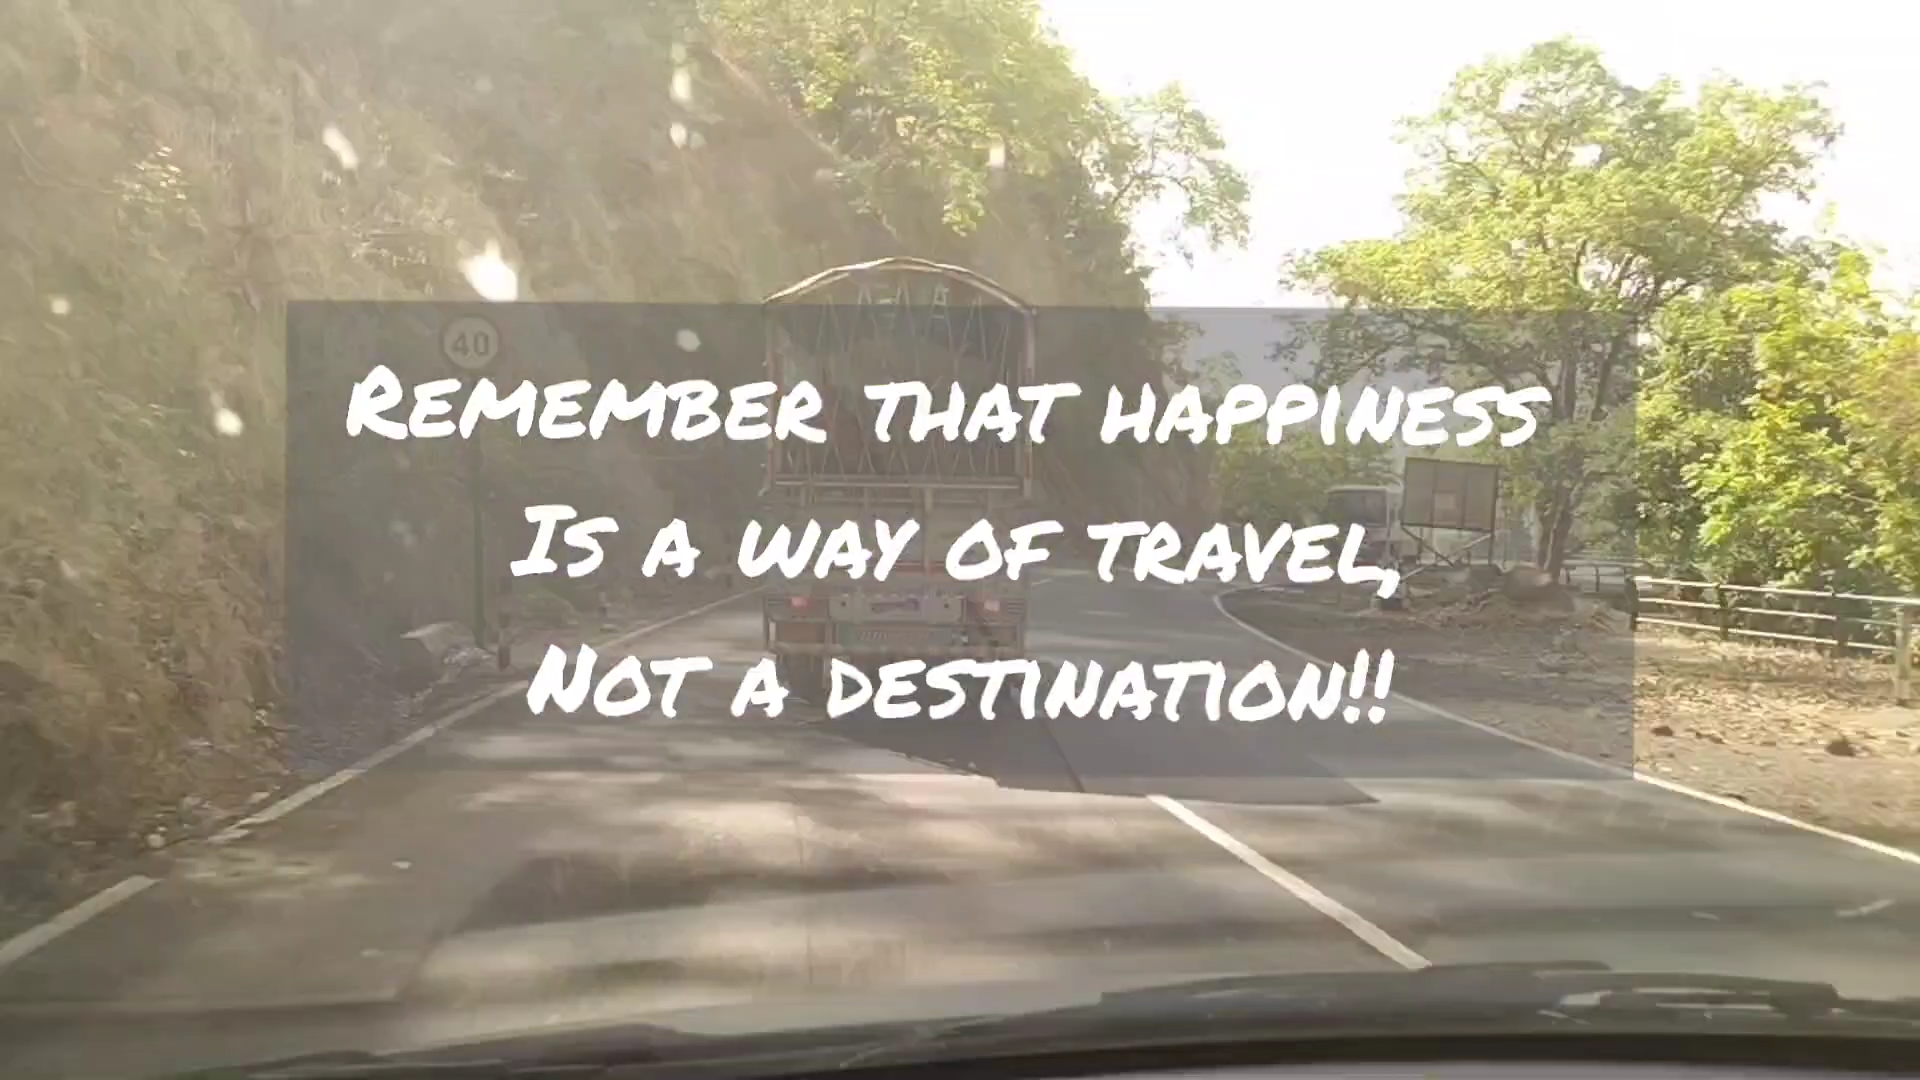 40
Remember that happiness
Is a way of travel,
Not a destination!!